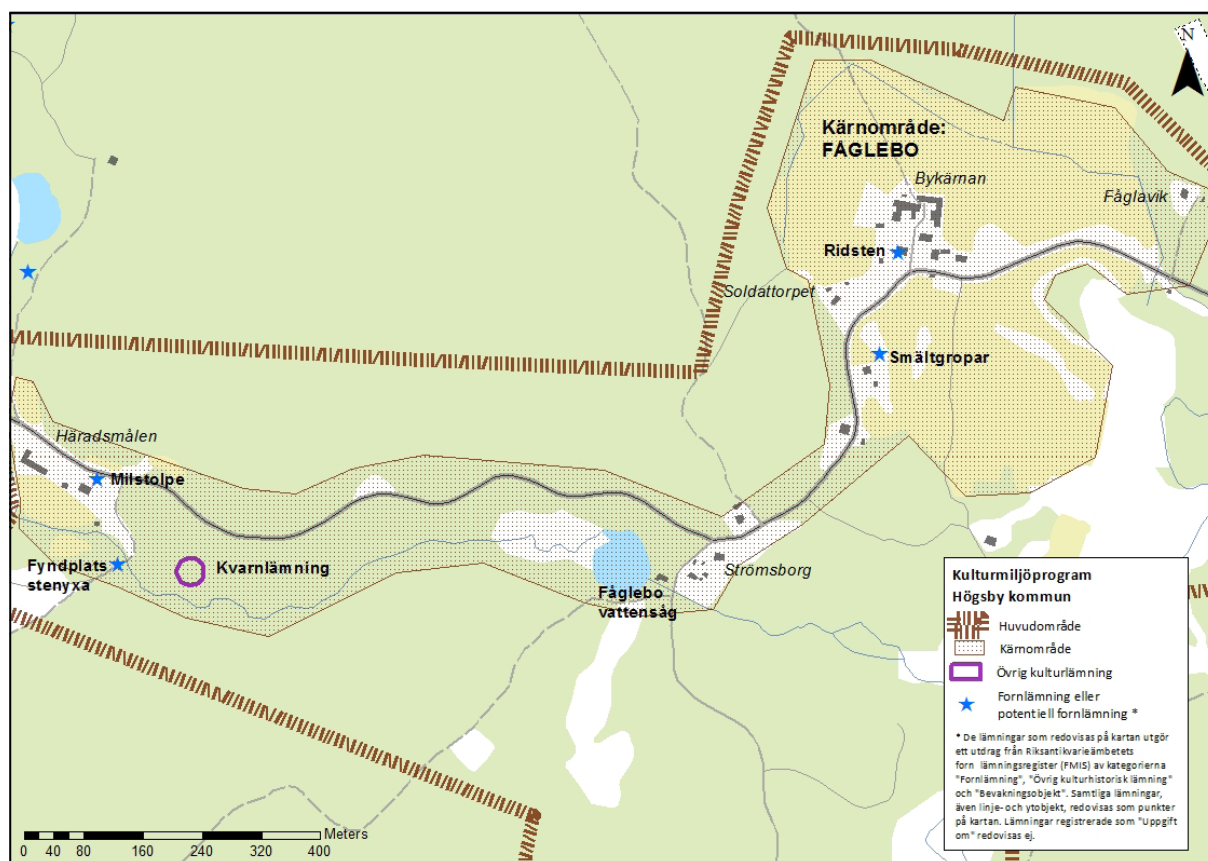 N
Kärnområde:
FÅGLEBO
Bykärnan
Fåglavik
Ridsten
Soldattorpet
Smältgropar
Häradsmålen
Milstolpe
Fyndplats
stenyxa
Kvarnlämning
Fåglebo
vattensåg
Strömsborg
Kulturmiljöprogram
Högsby kommun
Huvudområde
Kärnområde
Övrig kulturlämning
Fornlämning eller
potentiell fornlämning *
* De lämningar som redovisas på kartan utgör
ett utdrag från Riksantikvarieämbetets
forn lämningsregister (FMIS) av kategorierna
"Fornlämning", "Övrig kulturhistorisk lämning"
och "Bevakningsobjekt". Samtliga lämningar,
även linje- och ytobjekt, redovisas som punkter
på kartan. Lämningar registrerade som "Uppgift
om" redovisas ej.
Meters
0 40 80 160 240 320 400